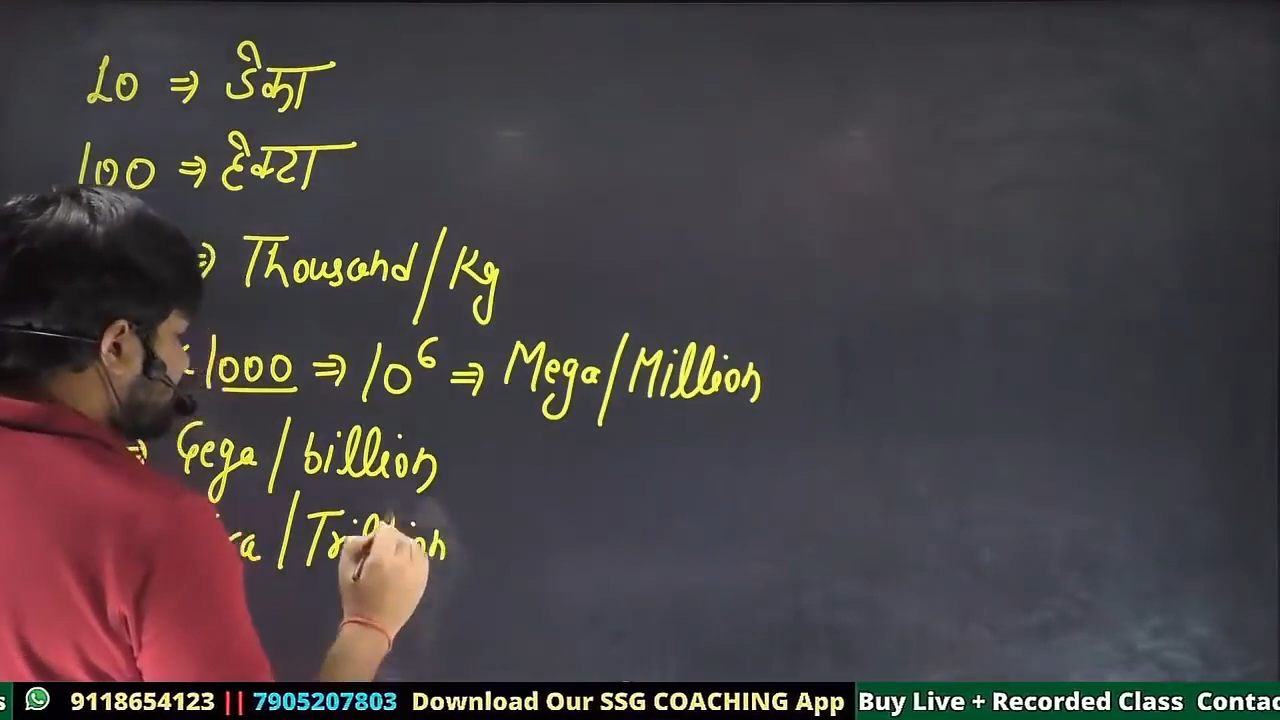 10 ⇒ डेका
100 ⇒ हेक्टा
⇒ Thousand/Kg
1000 ⇒ 10⁶ ⇒ Mega/Million
⇒ Gega/billion
/Trillion
9118654123 || 7905207803 Download Our SSG COACHING App Buy Live + Recorded Class